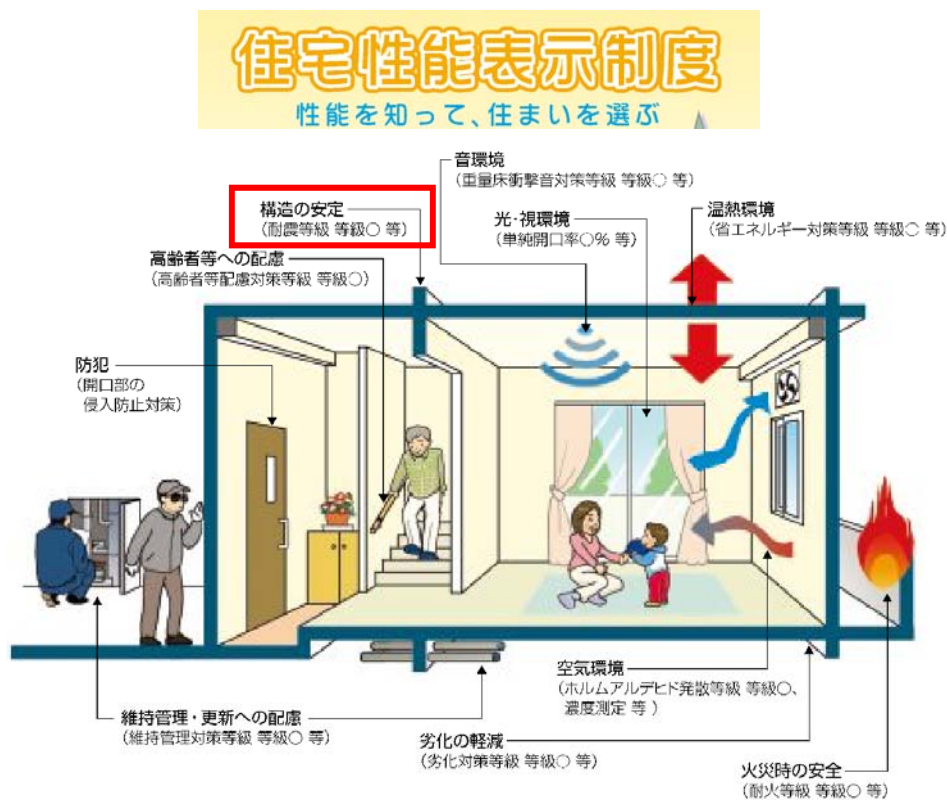 住宅性能表示制度
性能を知って、住まいを選ぶ
音環境
（重量床衝撃音対策等級 等級○ 等）
構造の安定
（耐震等級 等級○ 等）
光・視環境
（単純開口率○% 等）
温熱環境
（省エネルギー対策等級 等級○ 等）
高齢者等への配慮
（高齢者等配慮対策等級 等級○）
防犯
（開口部の
侵入防止対策）
空気環境
（ホルムアルデヒド発散等級 等級○、
濃度測定 等 ）
維持管理・更新への配慮
（維持管理対策等級 等級○ 等）
劣化の軽減
（劣化対策等級 等級○ 等）
火災時の安全
（耐火等級 等級○ 等）